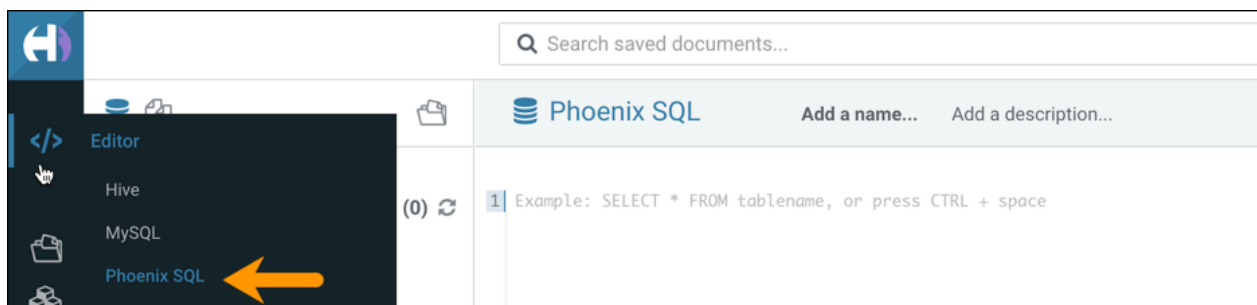 Search saved documents...
Phoenix SQL Add a name... Add a description...
</> Editor
Hive
(0)
MySQL
Phoenix SQL
1 Example: SELECT * FROM tablename, or press CTRL + space